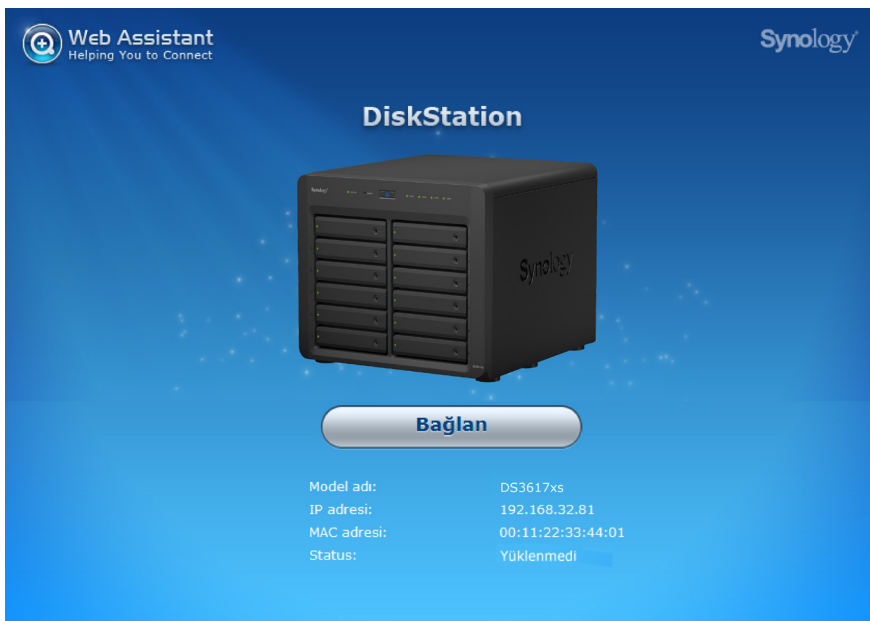 Web Assistant
Helping You to Connect
Synology
DiskStation
Synology
Synology
Bağlan
Model adı: DS3617xs
IP adresi: 192.168.32.81
MAC adresi: 00:11:22:33:44:01
Status: Yüklenmedi